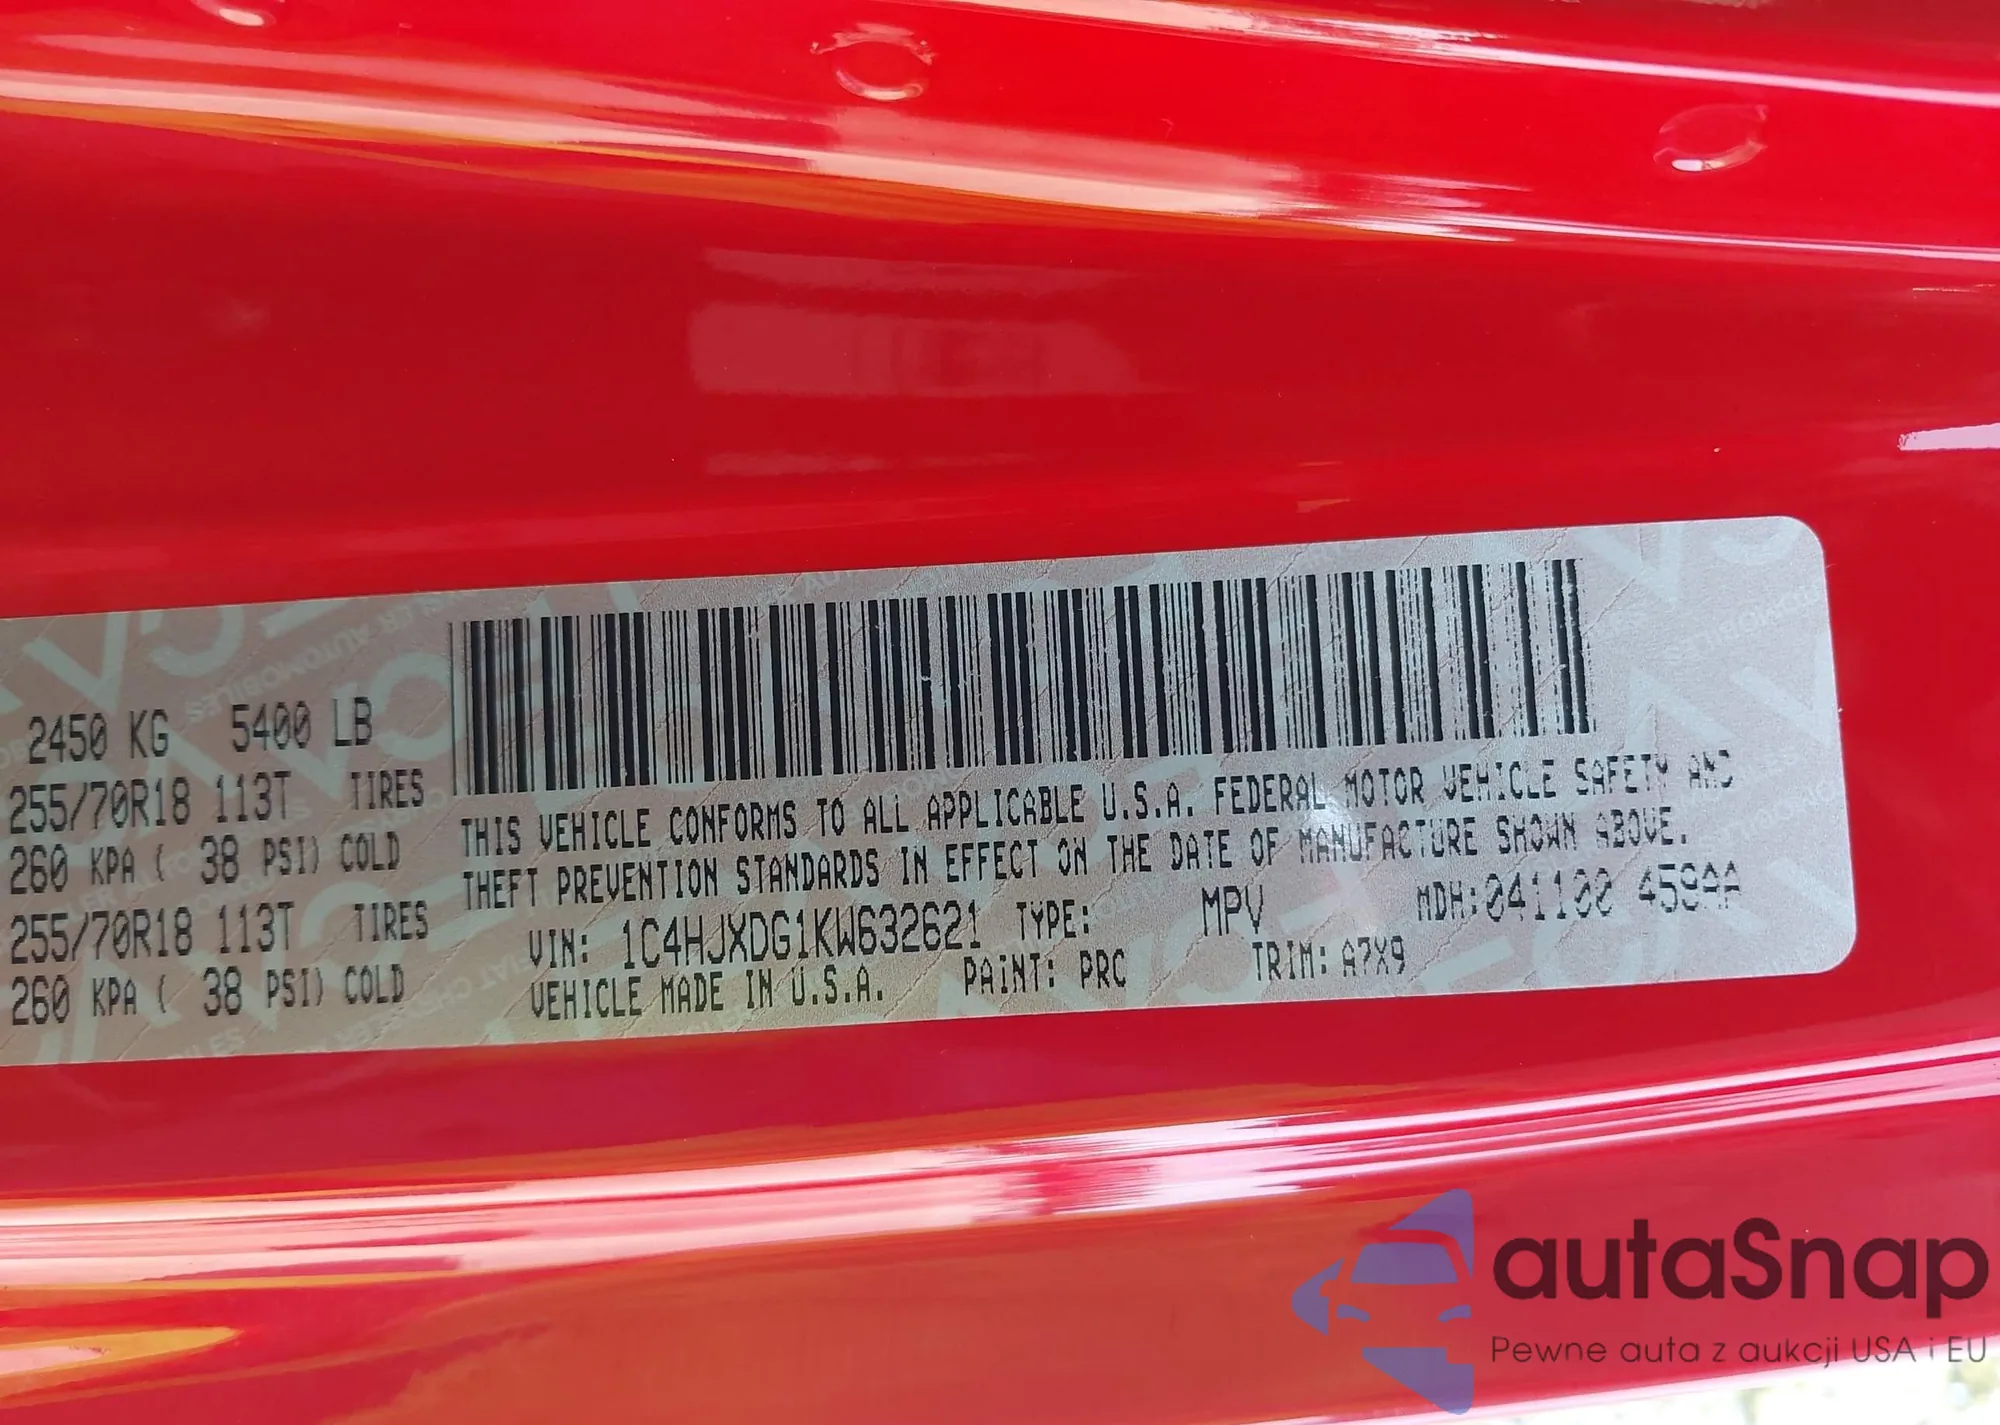 2450 KG 5400 LB
255/70R18 113T TIRES
260 KPA ( 38 PSI) COLD
255/70R18 113T TIRES
260 KPA ( 38 PSI) COLD
THIS VEHICLE CONFORMS TO ALL APPLICABLE U.S.A. FEDERAL MOTOR VEHICLE SAFETY AND
THEFT PREVENTION STANDARDS IN EFFECT ON THE DATE OF MANUFACTURE SHOWN ABOVE.
VIN: 1C4HJXDG1KW632621 TYPE: MPV MDH:041100 459AA
VEHICLE MADE IN U.S.A. PAINT: PRC TRIM: A7X9
autaSnap
Pewne auta z aukcji USA i EU